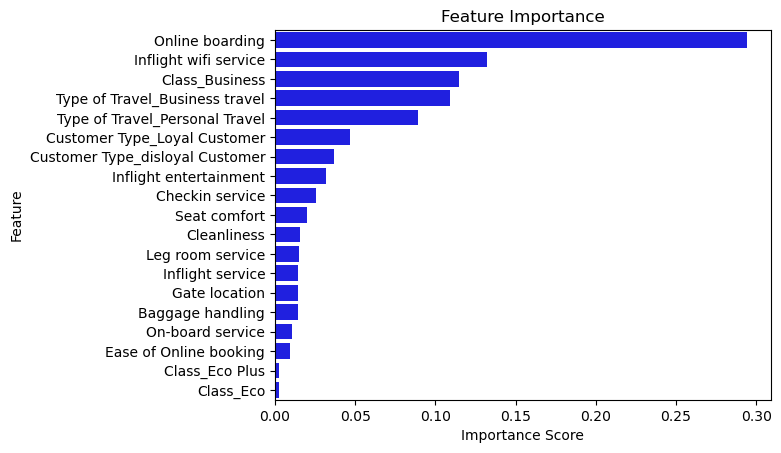 Feature Importance
Online boarding
Inflight wifi service
Class_Business
Type of Travel_Business travel
Type of Travel_Personal Travel
Customer Type_Loyal Customer
Customer Type_disloyal Customer
Inflight entertainment
Checkin service
Seat comfort
Cleanliness
Leg room service
Inflight service
Gate location
Baggage handling
On-board service
Ease of Online booking
Class_Eco Plus
Class_Eco
Feature
0.00 0.05 0.10 0.15 0.20 0.25 0.30
Importance Score